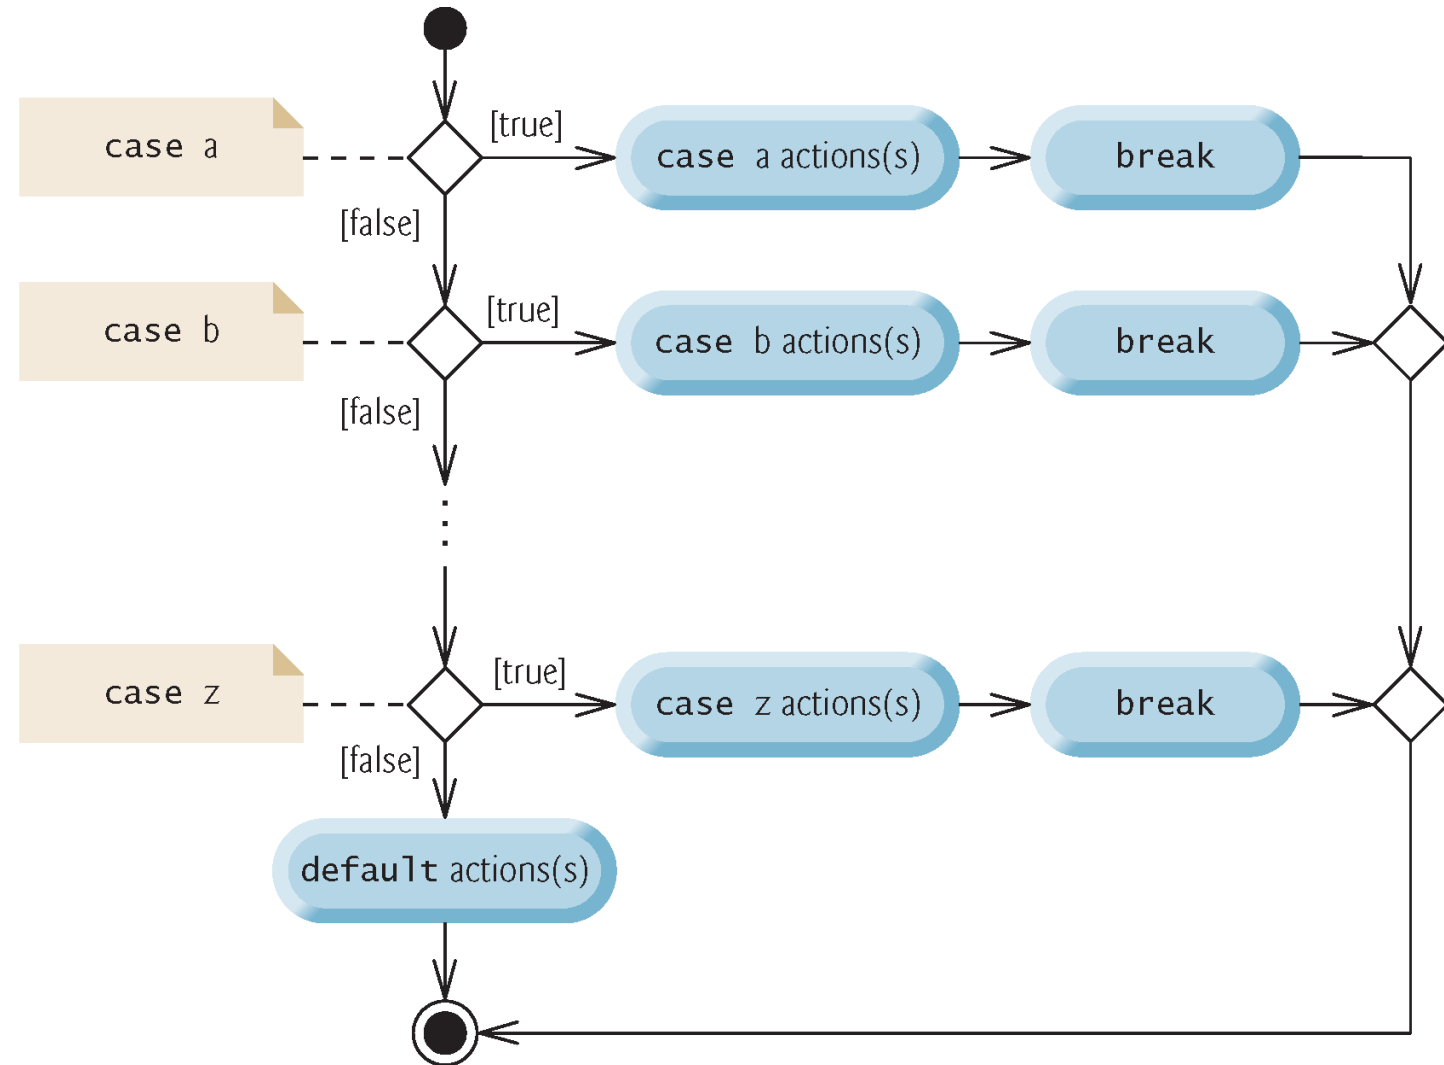 case a
[true]
case a actions(s)
break
[false]
case b
[true]
case b actions(s)
break
[false]
case z
[true]
case z actions(s)
break
[false]
default actions(s)